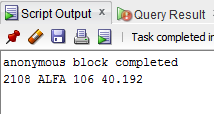 Script Output Query Result
Task completed in
anonymous block completed
2108 ALFA 106 40.192